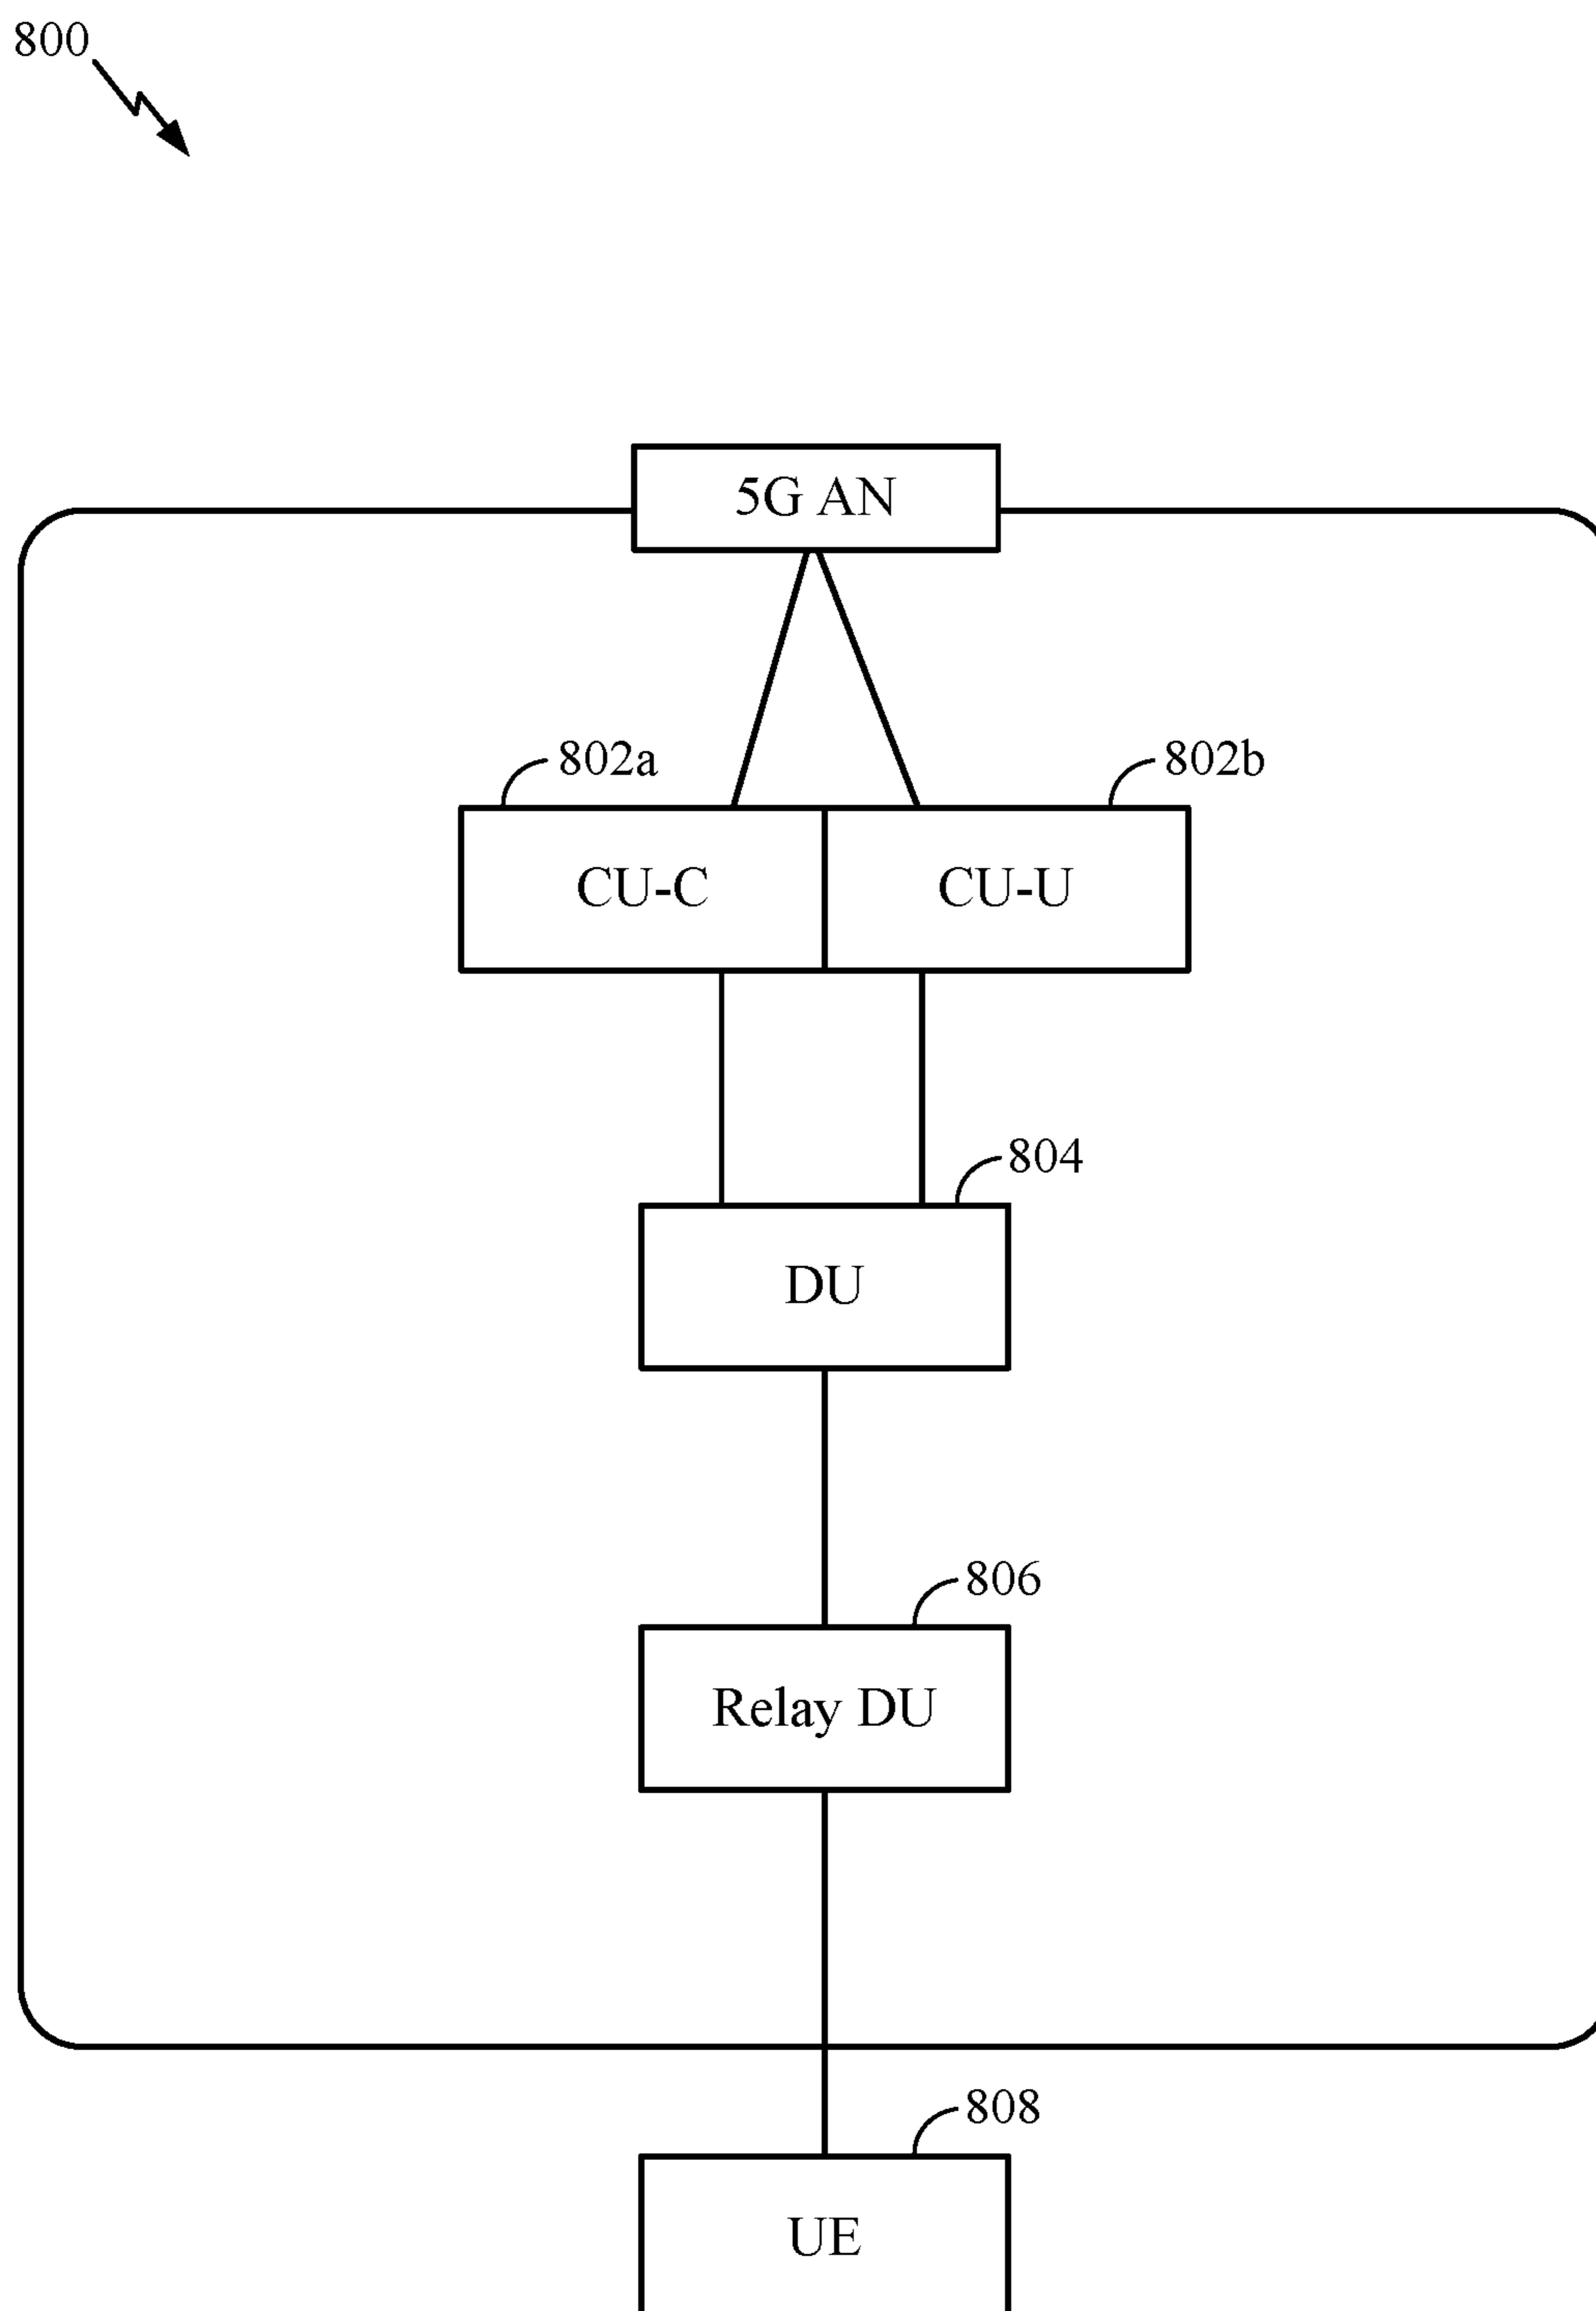 800
5G AN
802a
802b
CU-C
CU-U
804
DU
806
Relay DU
808
UE